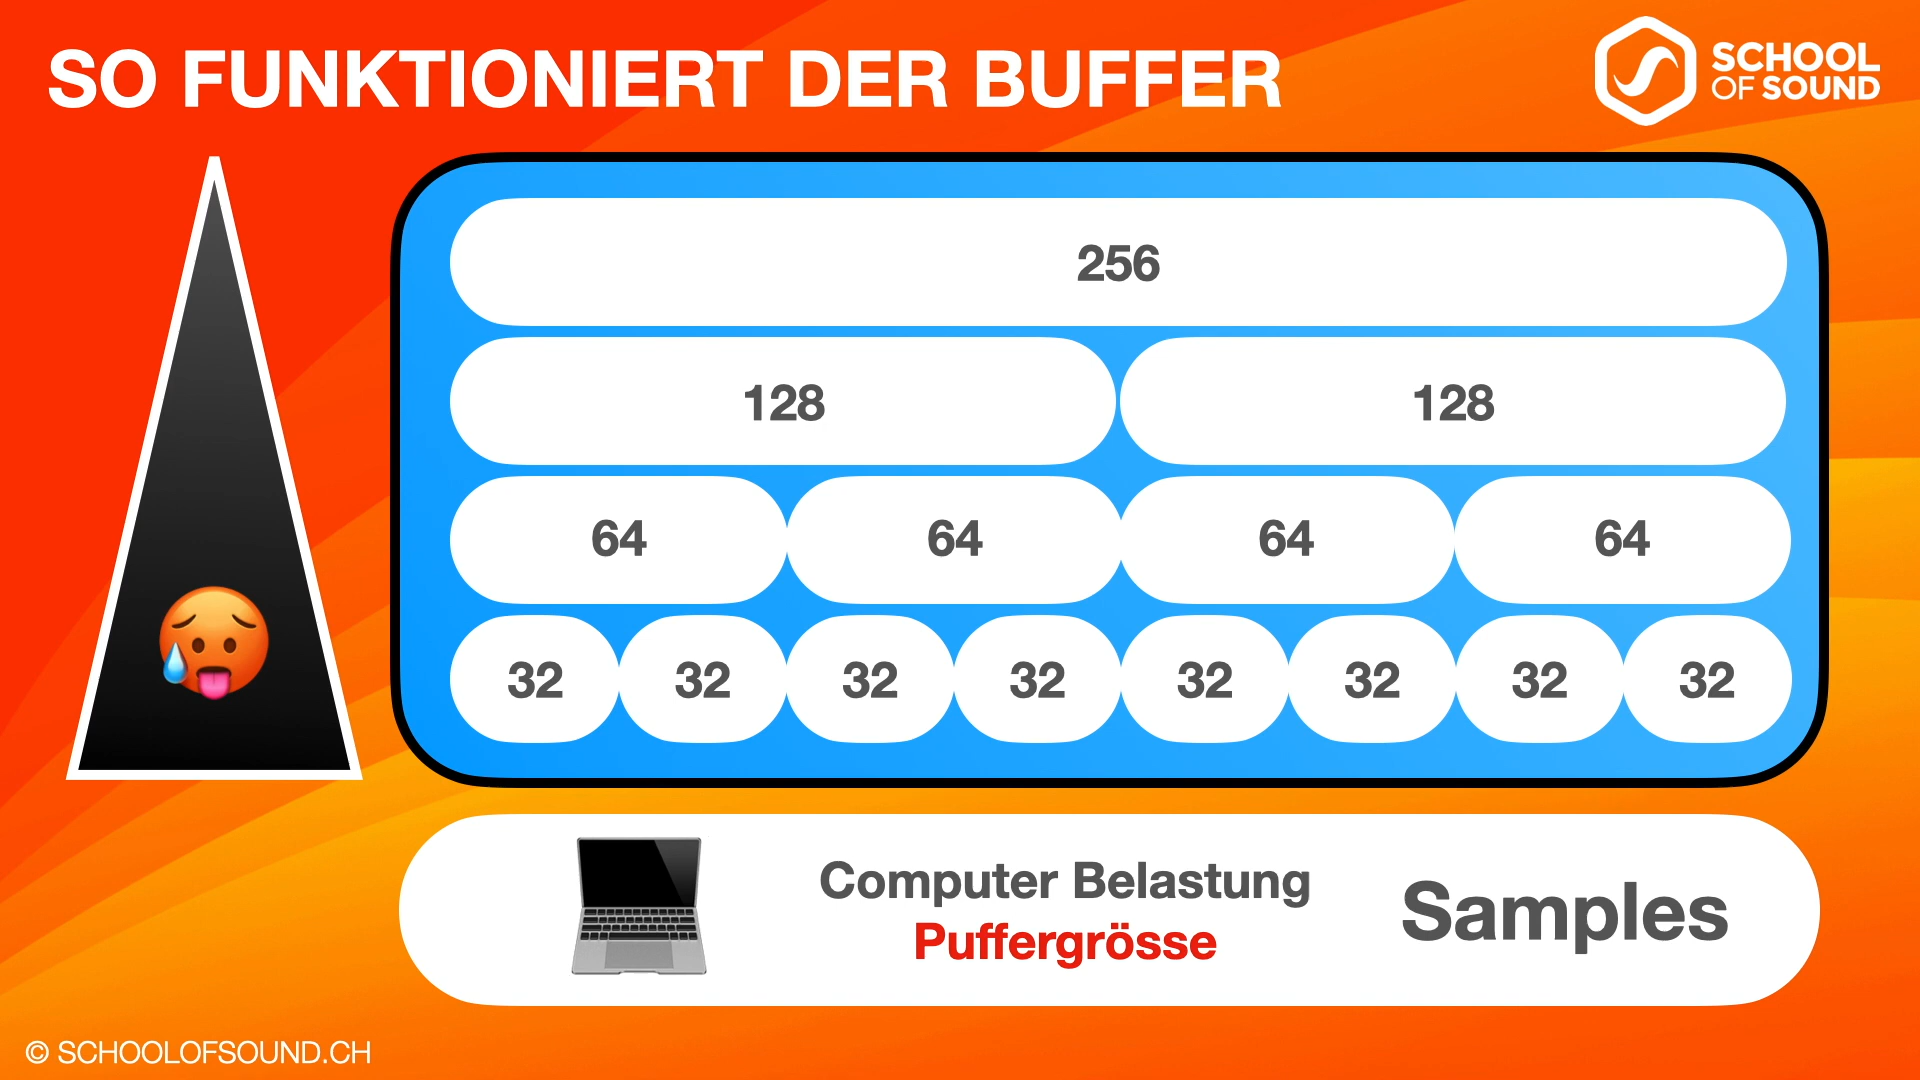 SO FUNKTIONIERT DER BUFFER
SCHOOL
OF SOUND
256
128 128
64 64 64 64
32 32 32 32 32 32 32 32
Computer Belastung
Puffergrösse
Samples
© SCHOOLOFSOUND.CH